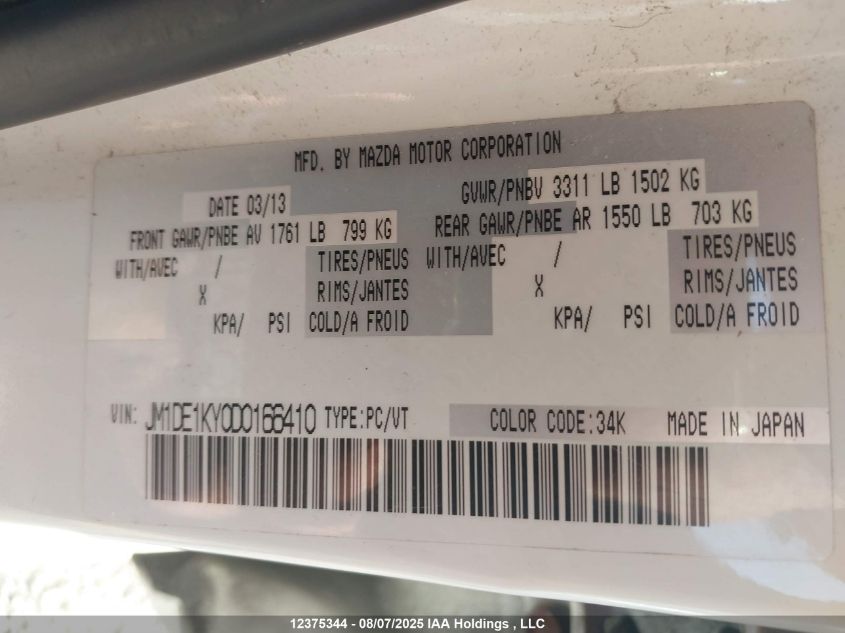 MFD. BY MAZDA MOTOR CORPORATION
DATE 03/13 GVWR/PNBV 3311 LB 1502 KG
FRONT GAWR/PNBE AV 1761 LB 799 KG REAR GAWR/PNBE AR 1550 LB 703 KG
WITH/AVEC / TIRES/PNEUS WITH/AVEC / TIRES/PNEUS
X RIMS/JANTES X RIMS/JANTES
KPA/ PSI COLD/A FROID KPA/ PSI COLD/A FROID
VIN: JM1DE1KY0D0166410 TYPE:PC/VT COLOR CODE:34K MADE IN JAPAN
12375344 - 08/07/2025 IAA Holdings , LLC